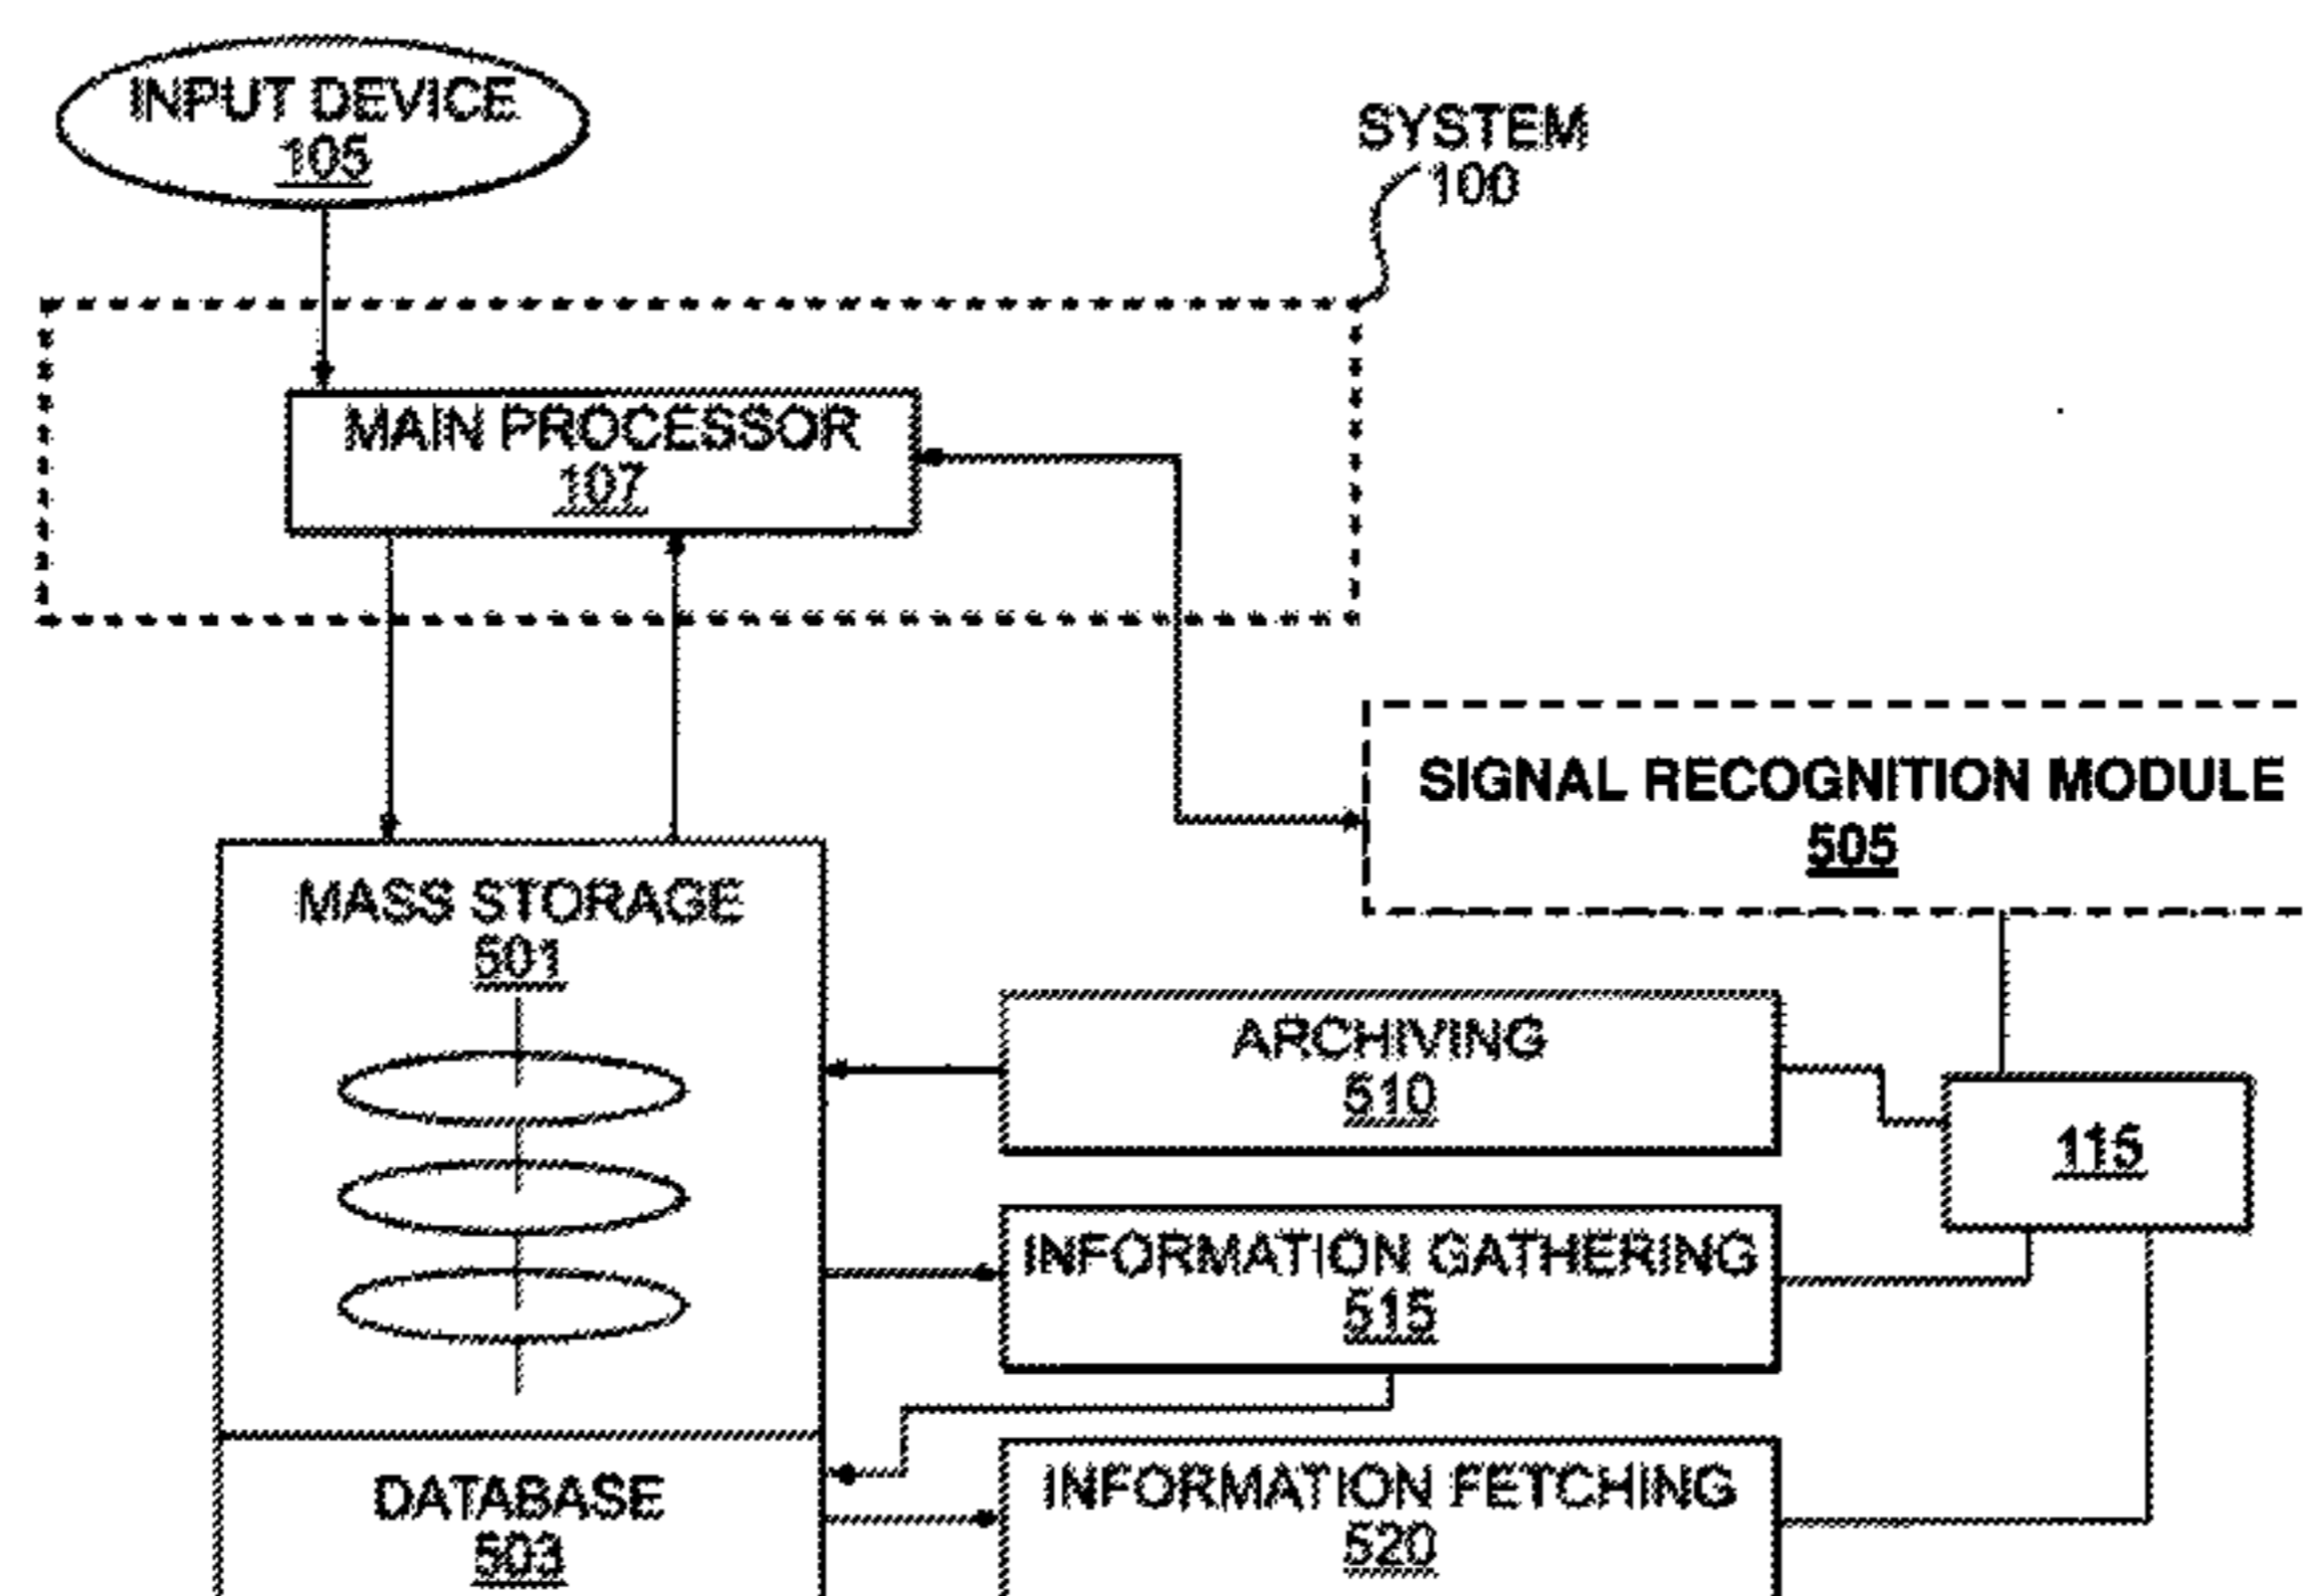 INPUT DEVICE
105
SYSTEM
100
MAIN PROCESSOR
107
SIGNAL RECOGNITION MODULE
505
MASS STORAGE
501
ARCHIVING
510
115
INFORMATION GATHERING
515
DATABASE
503
INFORMATION FETCHING
520